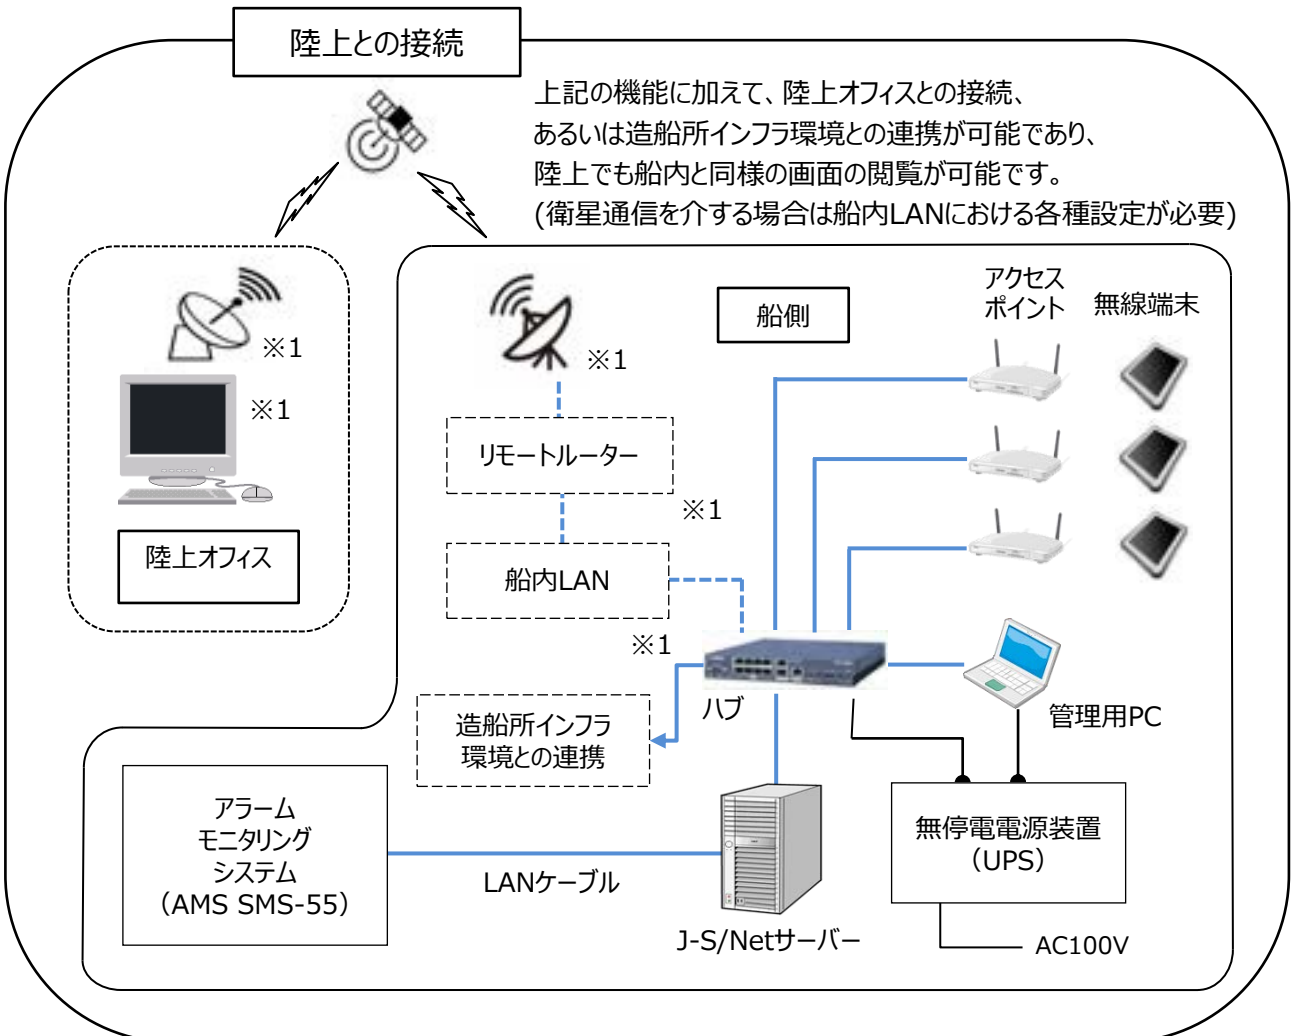 陸上との接続
上記の機能に加えて、陸上オフィスとの接続、
あるいは造船所インフラ環境との連携が可能であり、
陸上でも船内と同様の画面の閲覧が可能です。
(衛星通信を介する場合は船内LANにおける各種設定が必要)
※1
※1
陸上オフィス
船側
※1
リモートルーター
※1
船内LAN
※1
造船所インフラ
環境との連携
アクセス
ポイント
無線端末
ハブ
管理用PC
アラーム
モニタリング
システム
（AMS SMS-55）
LANケーブル
J-S/Netサーバー
無停電電源装置
（UPS）
AC100V